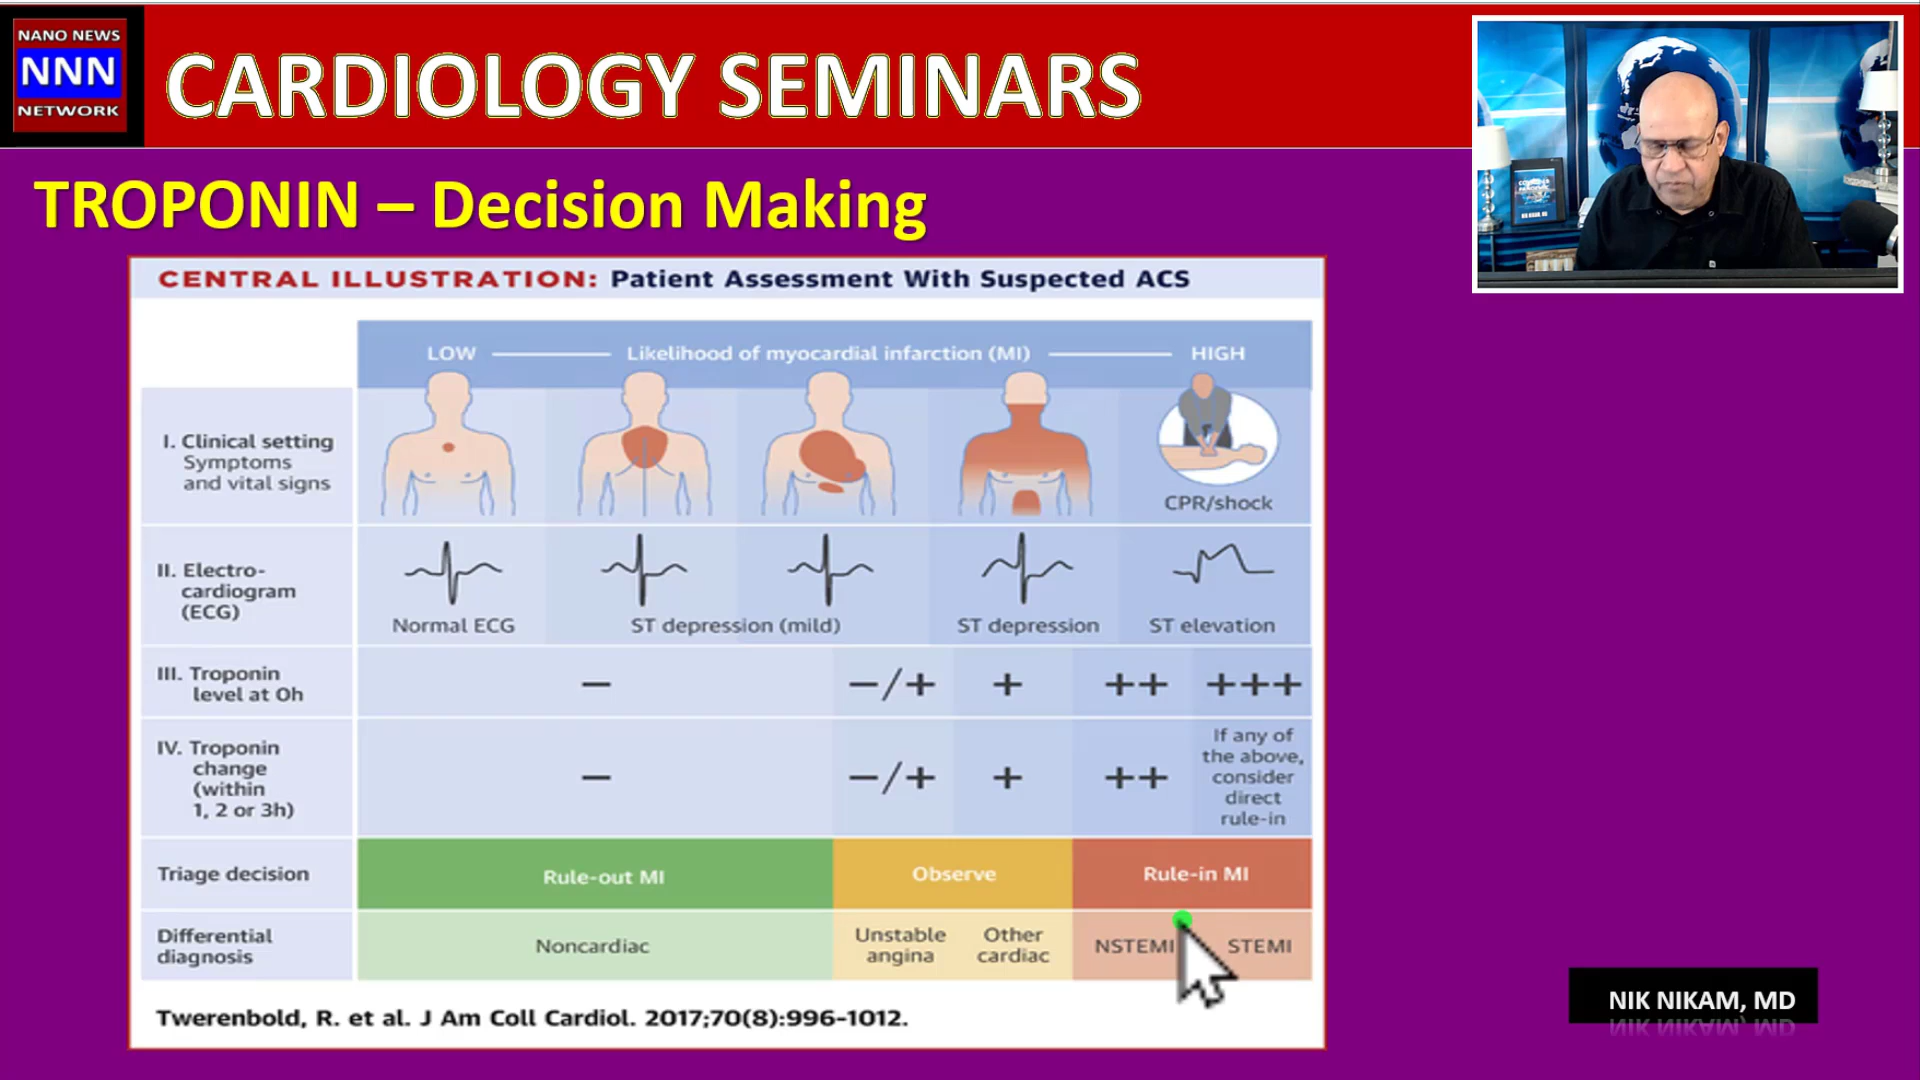 NANO NEWS
NNN
NETWORK
CARDIOLOGY SEMINARS
TROPONIN – Decision Making
CENTRAL ILLUSTRATION: Patient Assessment With Suspected ACS
LOW Likelihood of myocardial infarction (MI) HIGH
I. Clinical setting
Symptoms
and vital signs
CPR/shock
II. Electro-
cardiogram
(ECG)
Normal ECG ST depression (mild) ST depression ST elevation
III. Troponin
level at 0h
– –/+ + ++ +++
IV. Troponin
change
(within
1, 2 or 3h)
– –/+ + ++
If any of
the above,
consider
direct
rule-in
Triage decision Rule-out MI Observe Rule-in MI
Differential
diagnosis
Noncardiac
Unstable
angina
Other
cardiac
NSTEMI STEMI
Twerenbold, R. et al. J Am Coll Cardiol. 2017;70(8):996-1012.
NIK NIKAM, MD